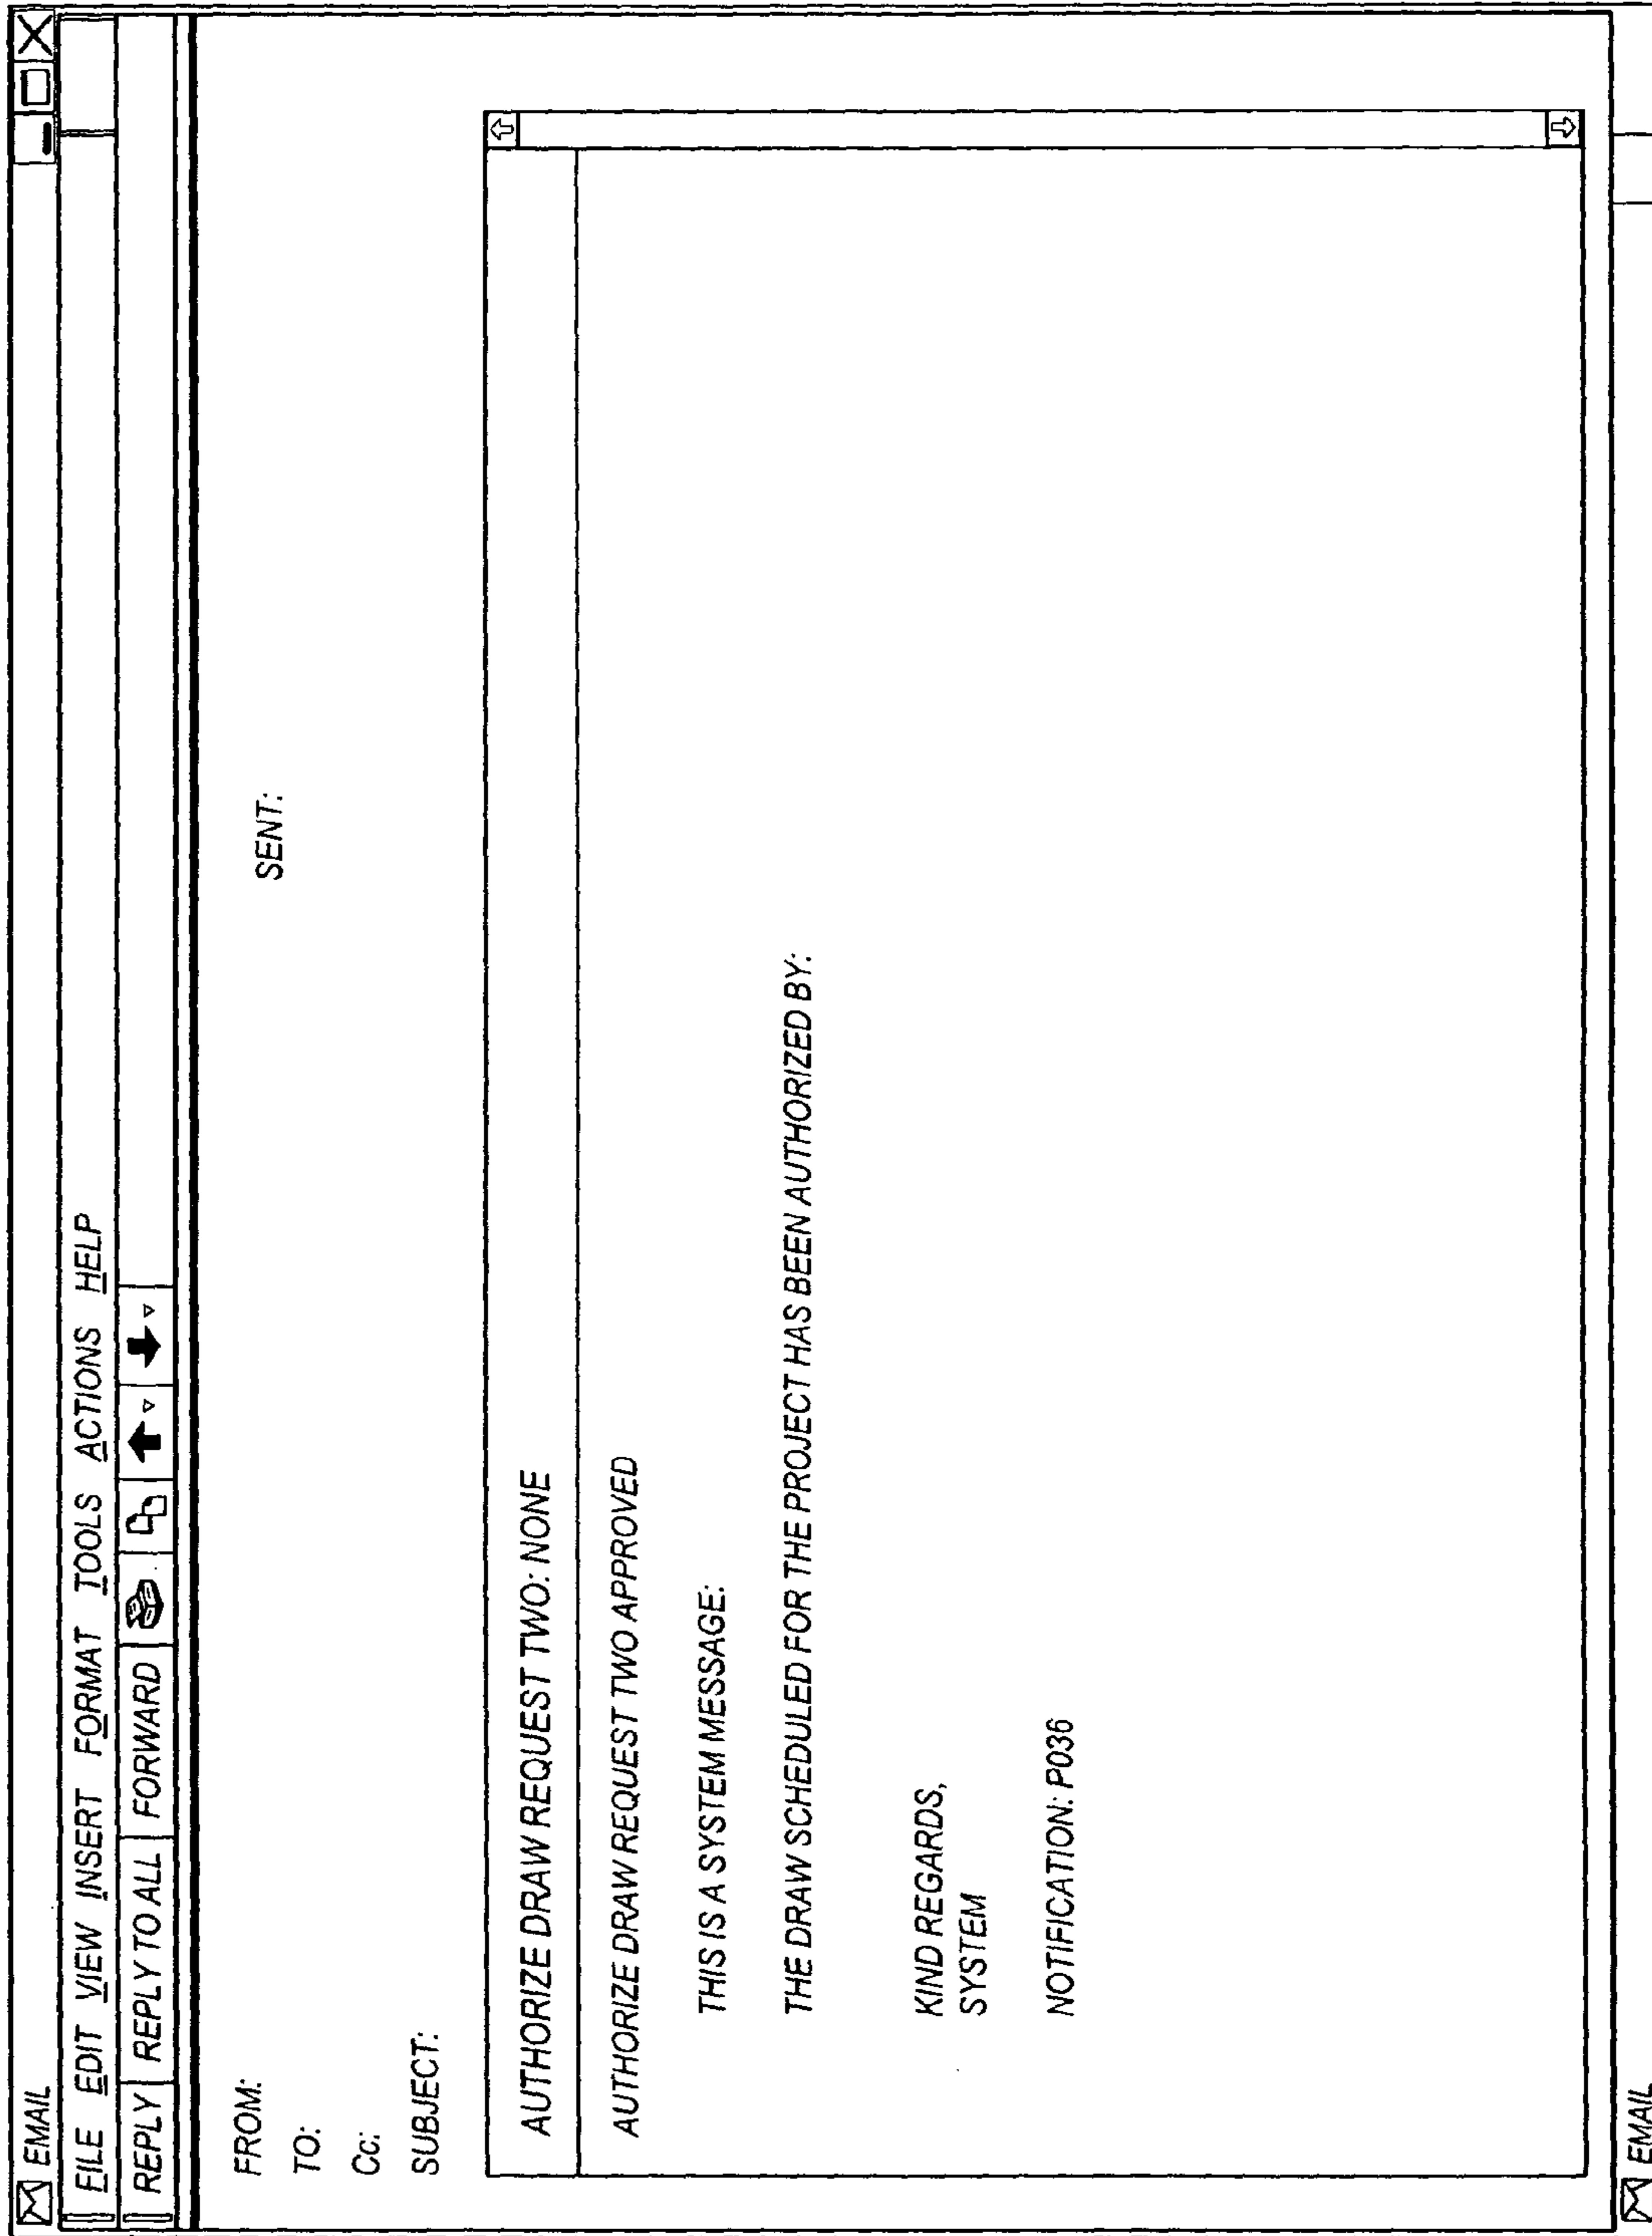 EMAIL
FILE EDIT VIEW INSERT FORMAT TOOLS ACTIONS HELP
REPLY REPLY TO ALL FORWARD
FROM:
SENT:
TO:
Cc:
SUBJECT:
AUTHORIZE DRAW REQUEST TWO: NONE
AUTHORIZE DRAW REQUEST TWO APPROVED
THIS IS A SYSTEM MESSAGE:
THE DRAW SCHEDULED FOR THE PROJECT HAS BEEN AUTHORIZED BY:
KIND REGARDS,
SYSTEM
NOTIFICATION: P036
EMAIL